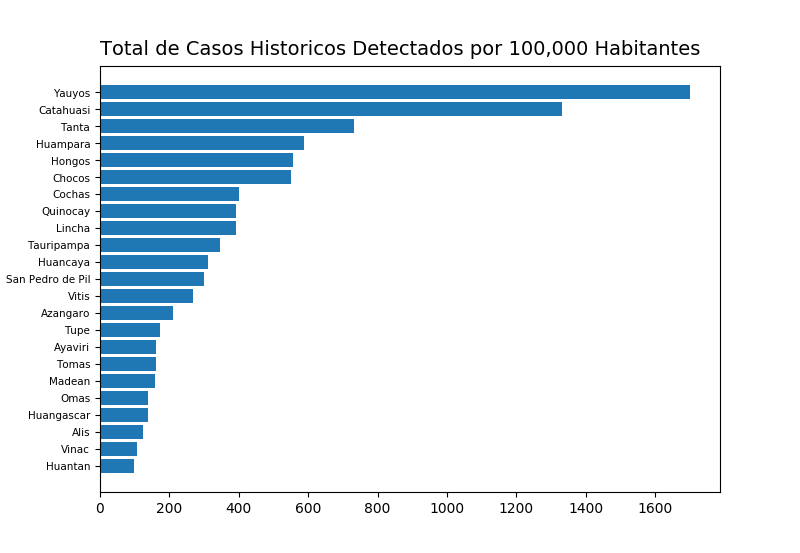 Total de Casos Historicos Detectados por 100,000 Habitantes
Yauyos
Catahuasi
Tanta
Huampara
Hongos
Chocos
Cochas
Quinocay
Lincha
Tauripampa
Huancaya
San Pedro de Pil
Vitis
Azangaro
Tupe
Ayaviri
Tomas
Madean
Omas
Huangascar
Alis
Vinac
Huantan
0 200 400 600 800 1000 1200 1400 1600